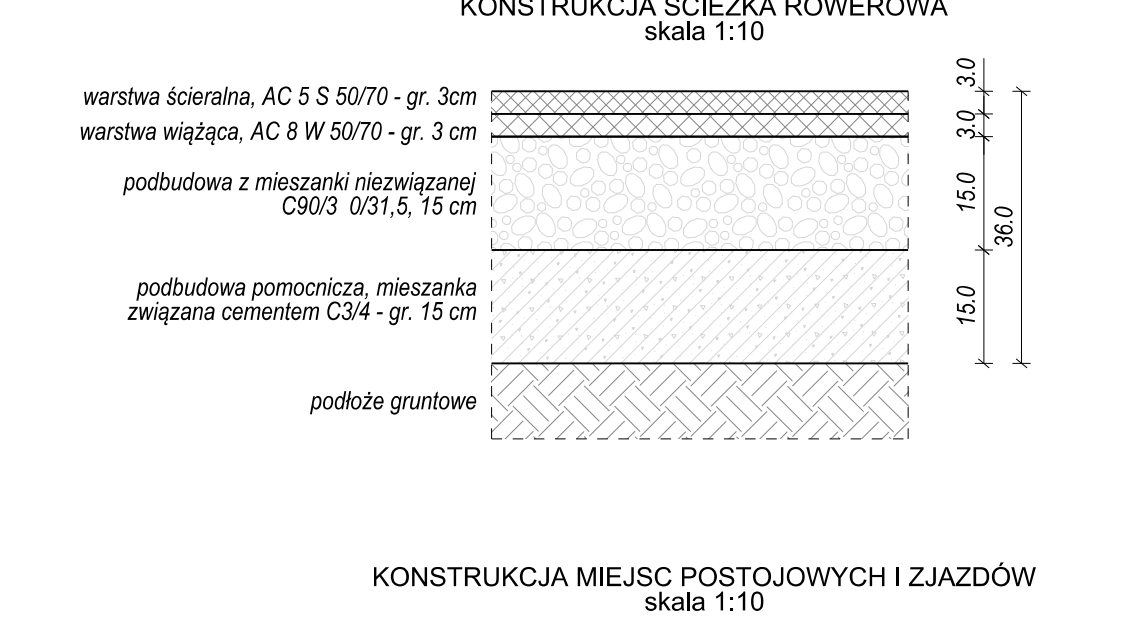 KONSTRUKCJA ŚCIEŻKA ROWEROWA
skala 1:10
warstwa ścieralna, AC 5 S 50/70 - gr. 3cm
warstwa wiążąca, AC 8 W 50/70 - gr. 3 cm
podbudowa z mieszanki niezwiązanej
C90/3 0/31,5, 15 cm
podbudowa pomocnicza, mieszanka
związana cementem C3/4 - gr. 15 cm
podłoże gruntowe
3.0
3.0
15.0
36.0
15.0
KONSTRUKCJA MIEJSC POSTOJOWYCH I ZJAZDÓW
skala 1:10